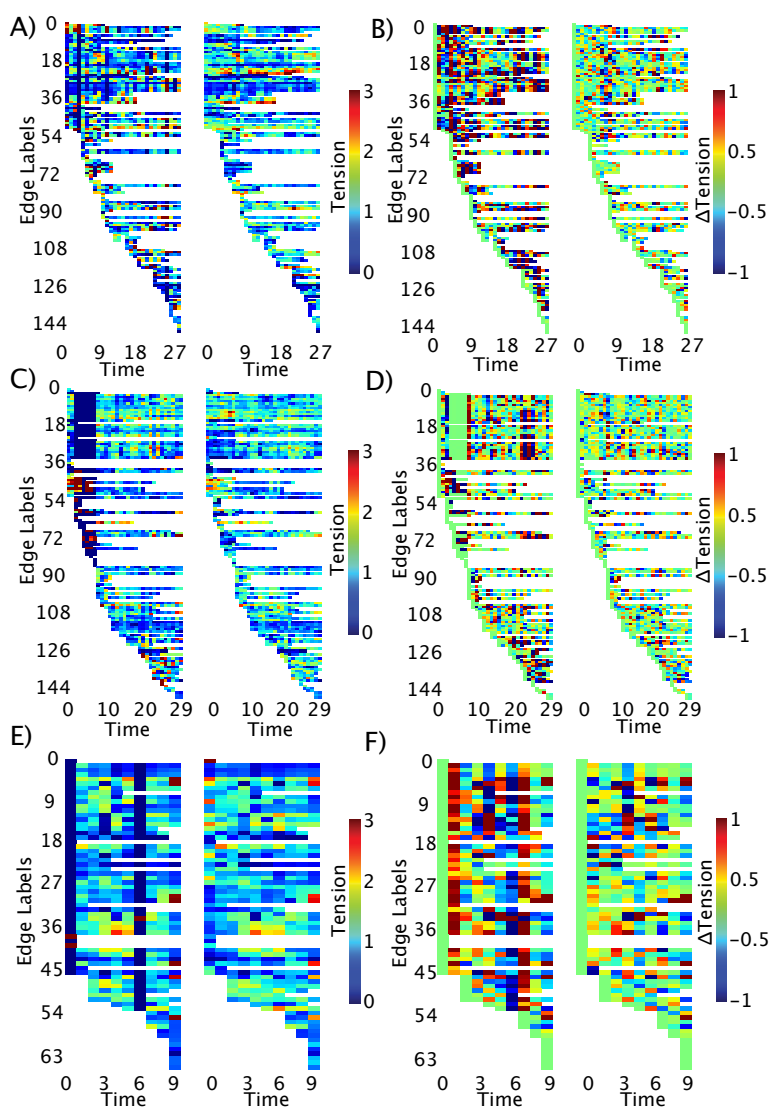 A)
B)
0
18
36
54
72
90
108
126
144
Edge Labels
0 9 18 27
Time
0 9 18 27
Time
3
2
1
0
Tension
0
18
36
54
72
90
108
126
144
Edge Labels
0 9 18 27
Time
0 9 18 27
Time
1
0.5
−0.5
−1
ΔTension
C)
D)
0
18
36
54
72
90
108
126
144
Edge Labels
0 10 20 29
Time
0 10 20 29
Time
3
2
1
0
Tension
0
18
36
54
72
90
108
126
144
Edge Labels
0 10 20 29
Time
0 10 20 29
Time
1
0.5
−0.5
−1
ΔTension
E)
F)
0
9
18
27
36
45
54
63
Edge Labels
0 3 6 9
Time
0 3 6 9
Time
3
2
1
0
Tension
0
9
18
27
36
45
54
63
Edge Labels
0 3 6 9
Time
0 3 6 9
Time
1
0.5
−0.5
−1
ΔTension